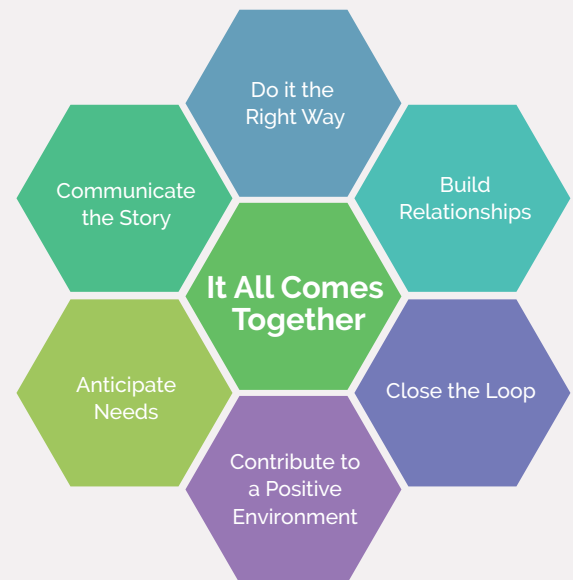 Do it the
Right Way
Communicate
the Story
Build
Relationships
It All Comes
Together
Anticipate
Needs
Close the Loop
Contribute to
a Positive
Environment